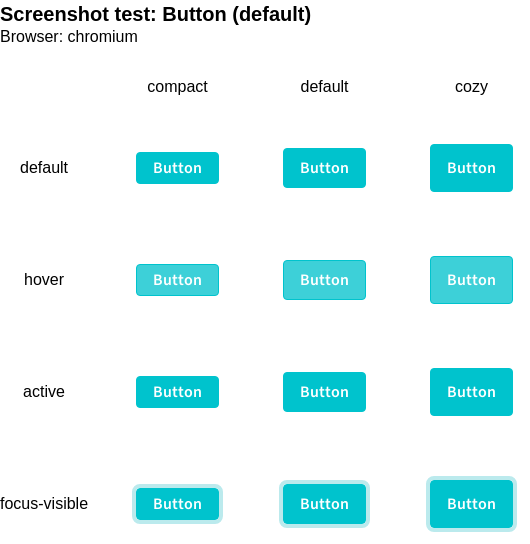 Screenshot test: Button (default)
Browser: chromium
compact default cozy
default Button Button Button
hover Button Button Button
active Button Button Button
focus-visible Button Button Button